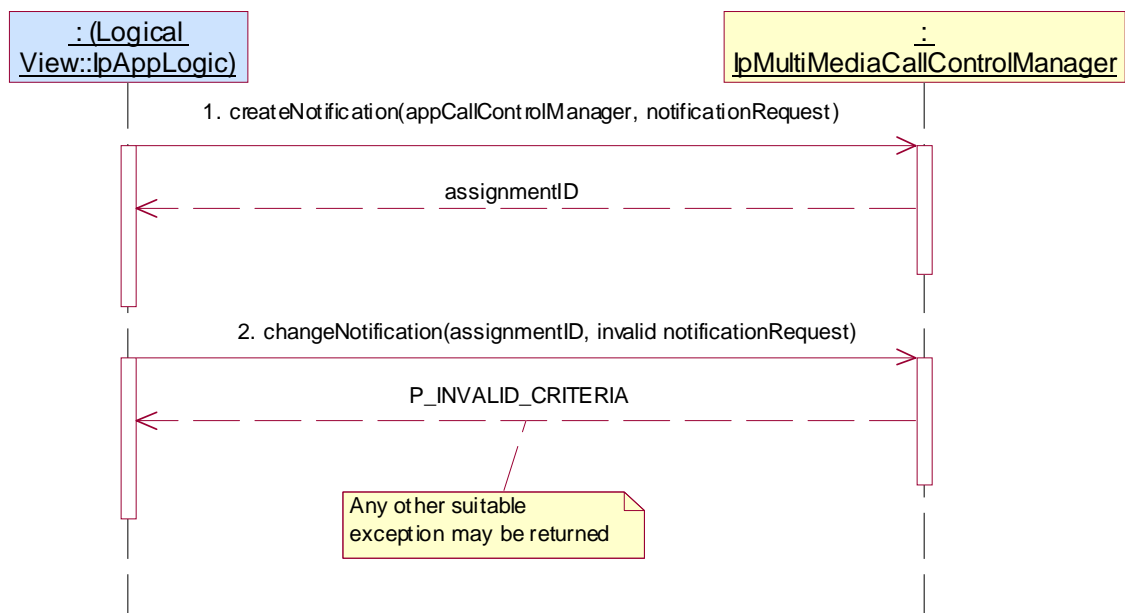 : (Logical
View::IpAppLogic)
:
IpMultiMediaCallControlManager
1. createNotification(appCallControlManager, notificationRequest)
assignmentID
2. changeNotification(assignmentID, invalid notificationRequest)
P_INVALID_CRITERIA
Any other suitable
exception may be returned